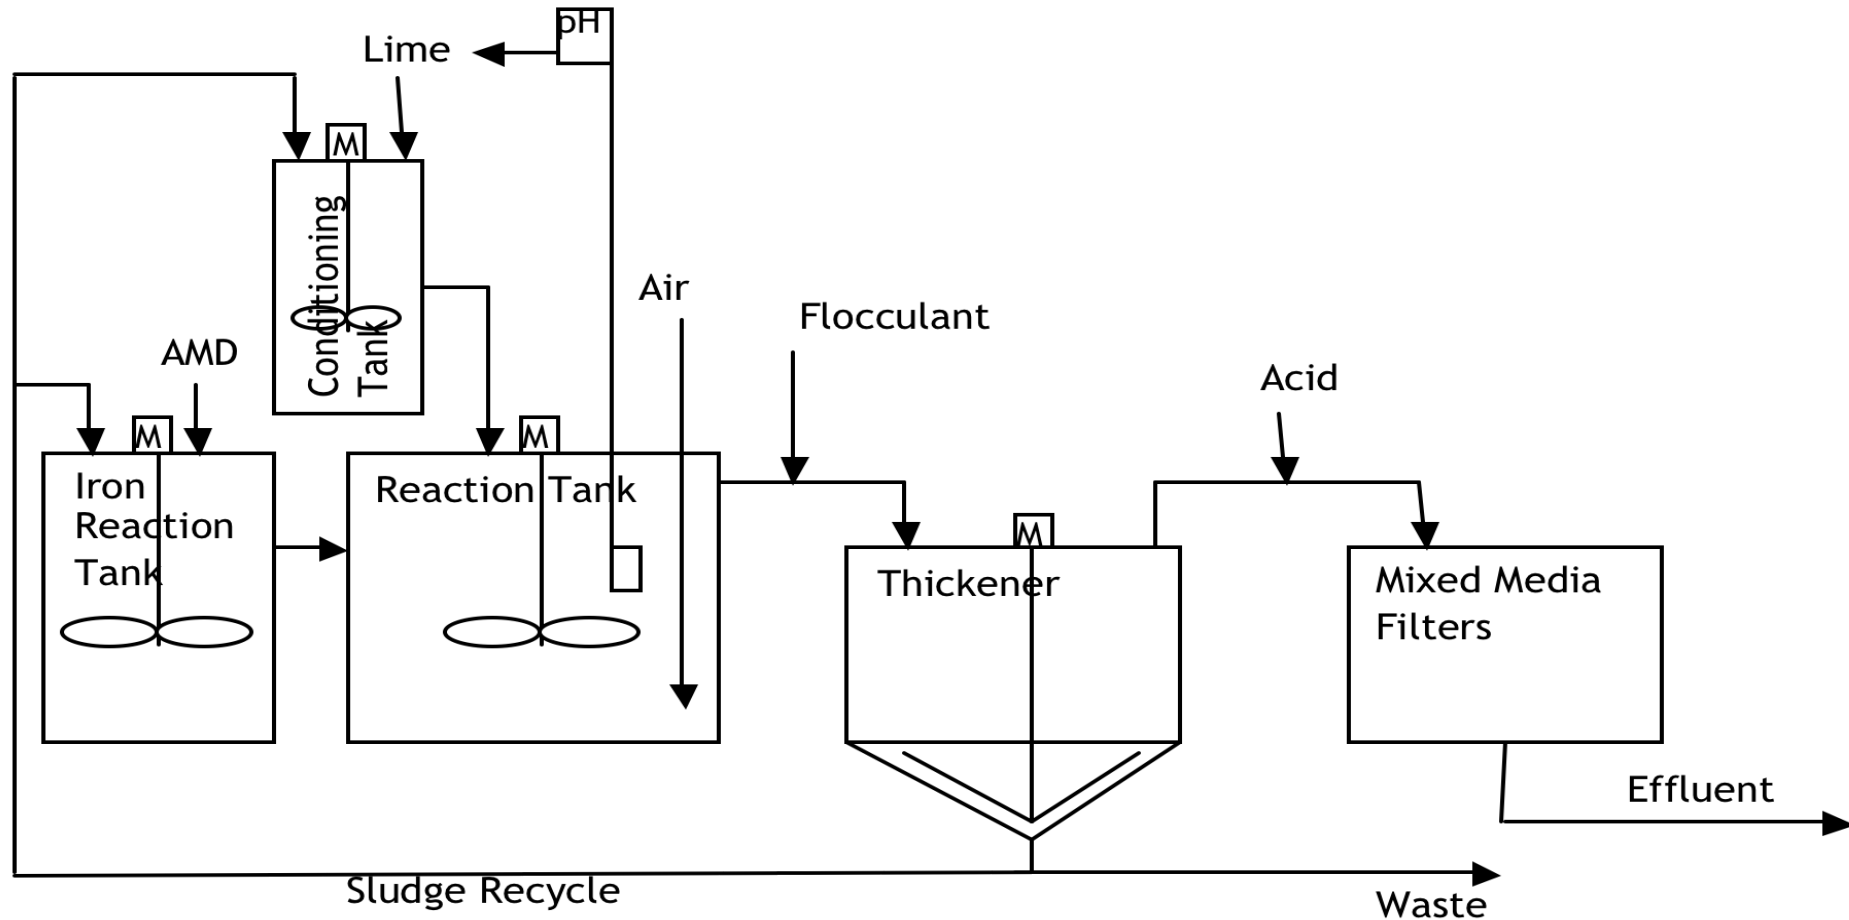 pH
Lime
M
Conditioning
Tank
Air
Flocculant
AMD
Acid
M
M
Iron
Reaction
Tank
Reaction Tank
M
Thickener
Mixed Media
Filters
Effluent
Sludge Recycle
Waste